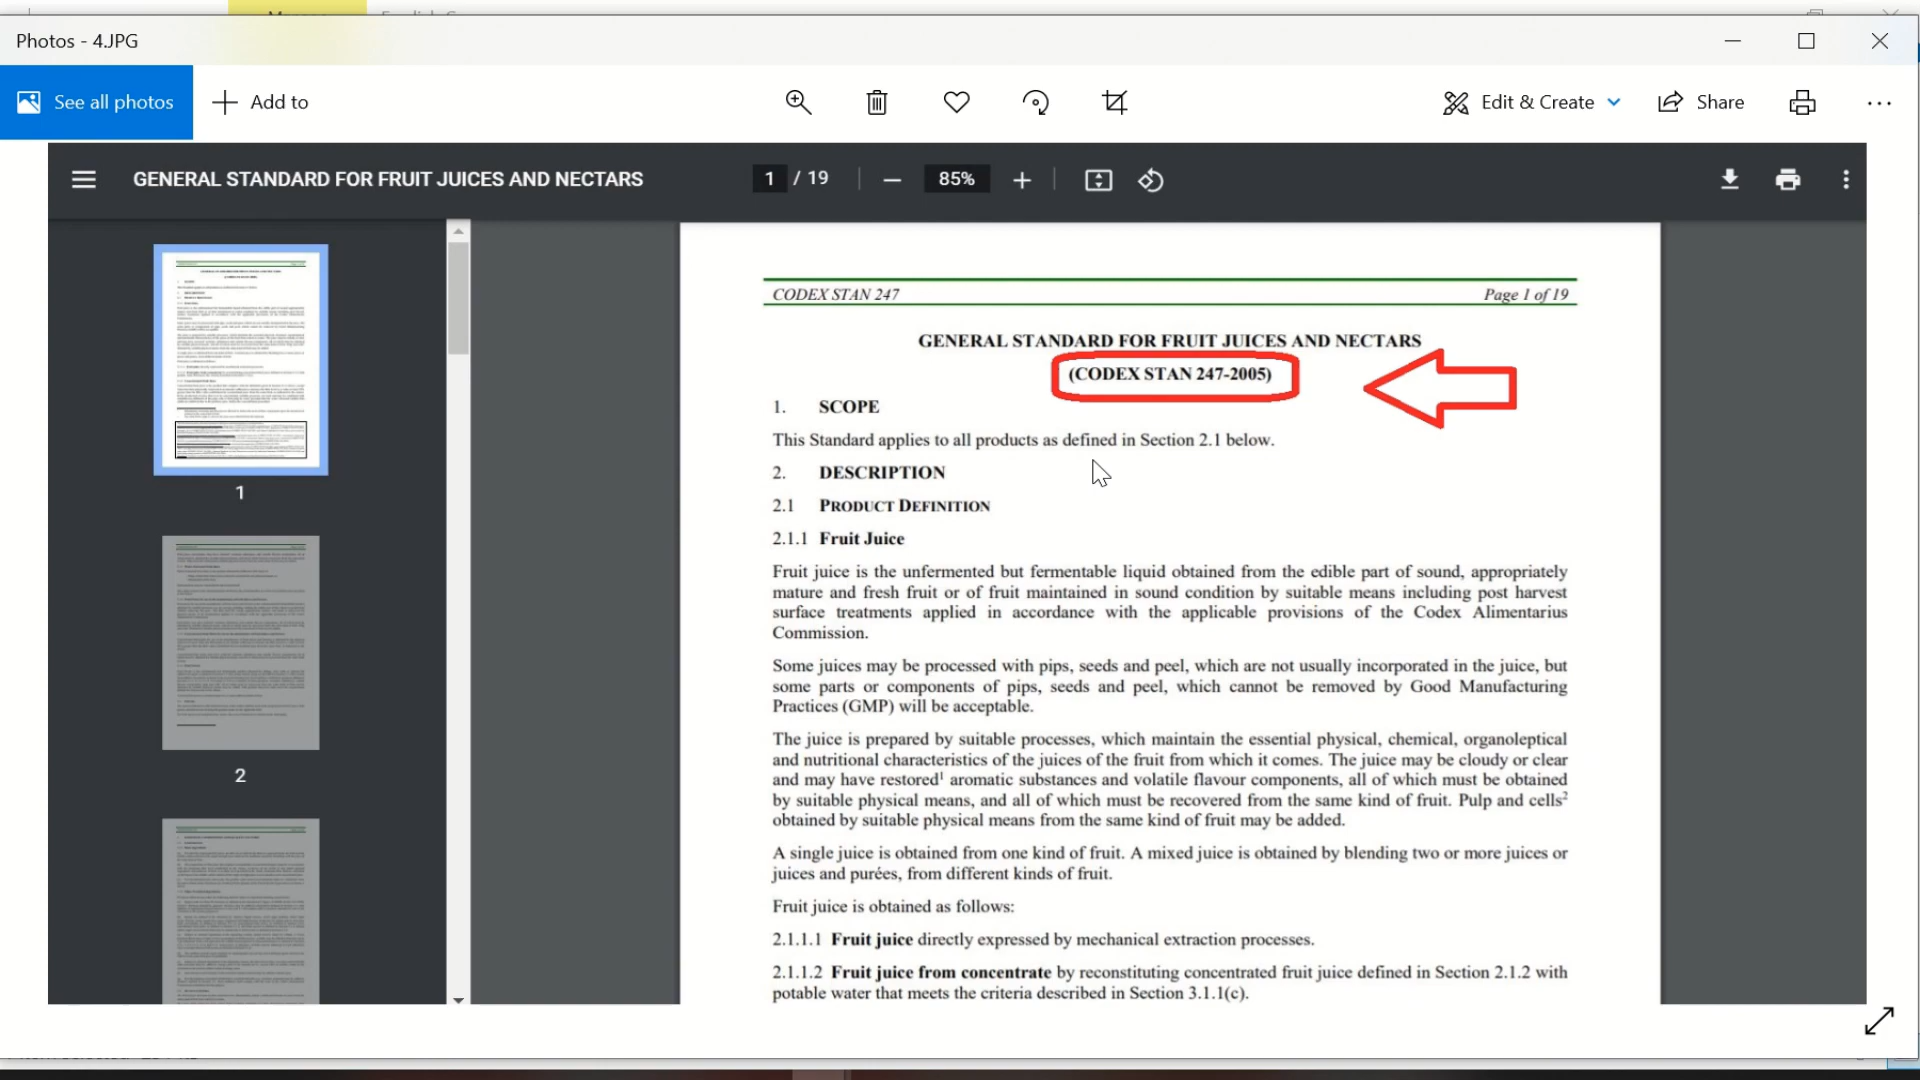 Photos - 4.JPG
See all photos
Add to
Edit & Create
Share
GENERAL STANDARD FOR FRUIT JUICES AND NECTARS
1 / 19
85%
1
2
CODEX STAN 247
Page 1 of 19
GENERAL STANDARD FOR FRUIT JUICES AND NECTARS
(CODEX STAN 247-2005)
1. SCOPE
This Standard applies to all products as defined in Section 2.1 below.
2. DESCRIPTION
2.1 PRODUCT DEFINITION
2.1.1 Fruit Juice
Fruit juice is the unfermented but fermentable liquid obtained from the edible part of sound, appropriately
mature and fresh fruit or of fruit maintained in sound condition by suitable means including post harvest
surface treatments applied in accordance with the applicable provisions of the Codex Alimentarius
Commission.
Some juices may be processed with pips, seeds and peel, which are not usually incorporated in the juice, but
some parts or components of pips, seeds and peel, which cannot be removed by Good Manufacturing
Practices (GMP) will be acceptable.
The juice is prepared by suitable processes, which maintain the essential physical, chemical, organoleptical
and nutritional characteristics of the juices of the fruit from which it comes. The juice may be cloudy or clear
and may have restored¹ aromatic substances and volatile flavour components, all of which must be obtained
by suitable physical means, and all of which must be recovered from the same kind of fruit. Pulp and cells²
obtained by suitable physical means from the same kind of fruit may be added.
A single juice is obtained from one kind of fruit. A mixed juice is obtained by blending two or more juices or
juices and purées, from different kinds of fruit.
Fruit juice is obtained as follows:
2.1.1.1 Fruit juice directly expressed by mechanical extraction processes.
2.1.1.2 Fruit juice from concentrate by reconstituting concentrated fruit juice defined in Section 2.1.2 with
potable water that meets the criteria described in Section 3.1.1(c).